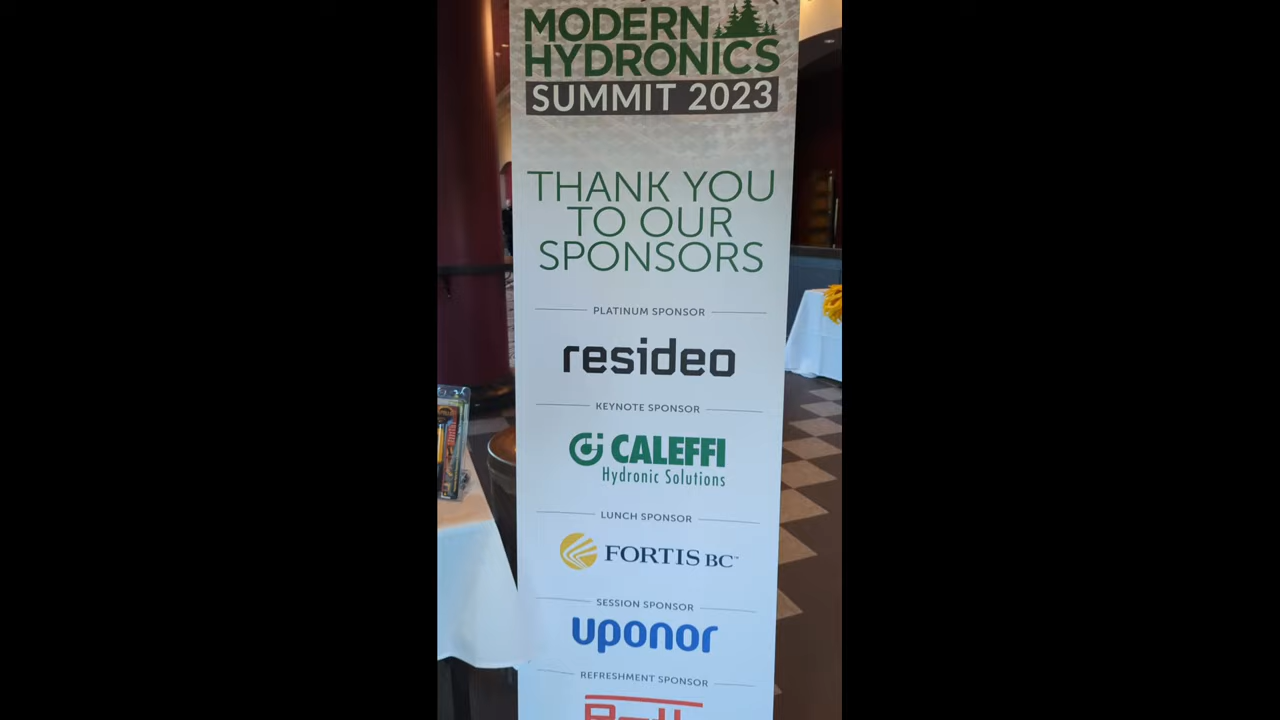 MODERN
HYDRONICS
SUMMIT 2023
THANK YOU
TO OUR
SPONSORS
PLATINUM SPONSOR
resideo
KEYNOTE SPONSOR
CALEFFI
Hydronic Solutions
LUNCH SPONSOR
FORTIS BC™
SESSION SPONSOR
uponor
REFRESHMENT SPONSOR